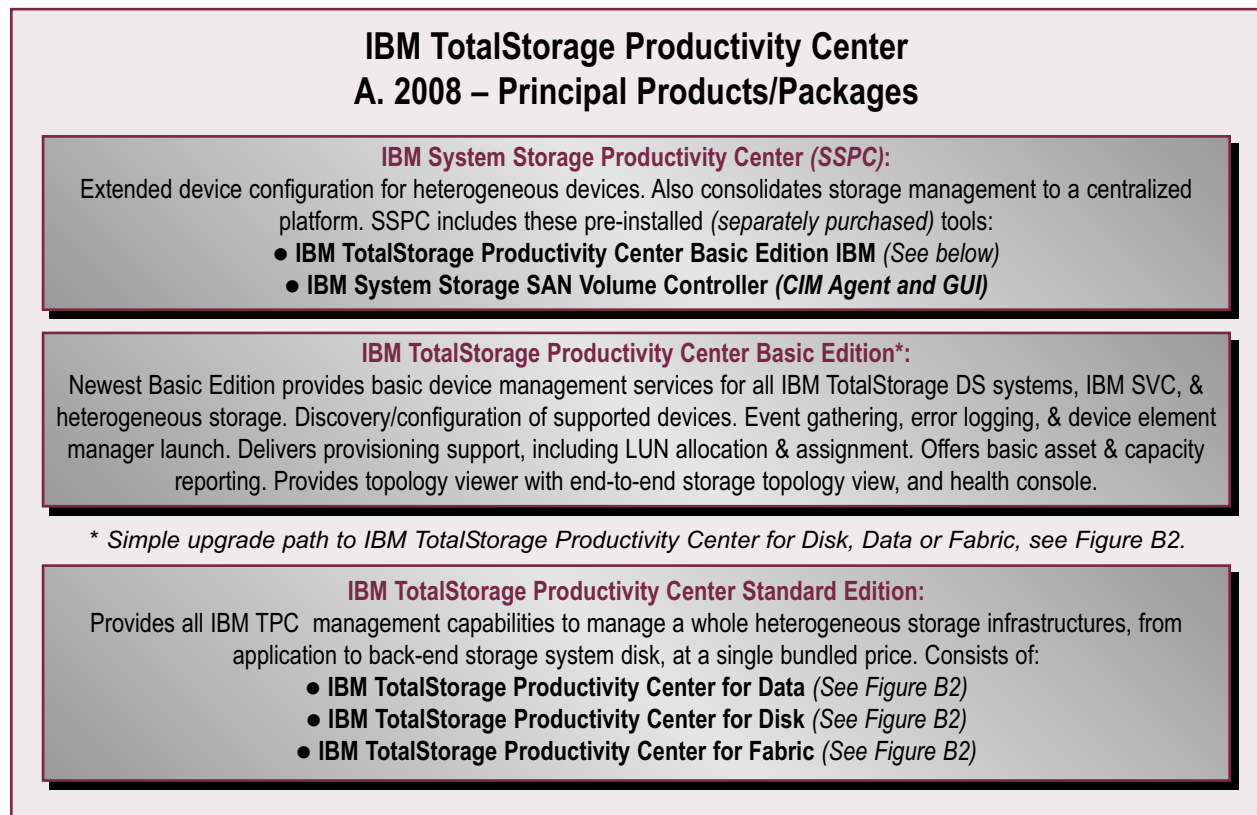 IBM TotalStorage Productivity Center
A. 2008 – Principal Products/Packages
IBM System Storage Productivity Center (SSPC):
Extended device configuration for heterogeneous devices. Also consolidates storage management to a centralized
platform. SSPC includes these pre-installed (separately purchased) tools:
● IBM TotalStorage Productivity Center Basic Edition IBM (See below)
● IBM System Storage SAN Volume Controller (CIM Agent and GUI)
IBM TotalStorage Productivity Center Basic Edition*:
Newest Basic Edition provides basic device management services for all IBM TotalStorage DS systems, IBM SVC, &
heterogeneous storage. Discovery/configuration of supported devices. Event gathering, error logging, & device element
manager launch. Delivers provisioning support, including LUN allocation & assignment. Offers basic asset & capacity
reporting. Provides topology viewer with end-to-end storage topology view, and health console.
* Simple upgrade path to IBM TotalStorage Productivity Center for Disk, Data or Fabric, see Figure B2.
IBM TotalStorage Productivity Center Standard Edition:
Provides all IBM TPC management capabilities to manage a whole heterogeneous storage infrastructures, from
application to back-end storage system disk, at a single bundled price. Consists of:
● IBM TotalStorage Productivity Center for Data (See Figure B2)
● IBM TotalStorage Productivity Center for Disk (See Figure B2)
● IBM TotalStorage Productivity Center for Fabric (See Figure B2)